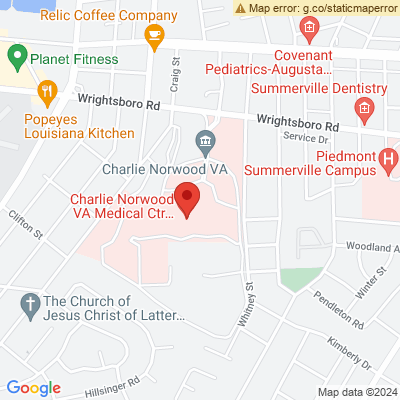 Map error: g.co/staticmaperror
Relic Coffee Company
Craig St
Planet Fitness
Covenant
Pediatrics-Augusta...
Summerville Dentistry
Wrightsboro Rd
Popeyes
Louisiana Kitchen
Service Dr
Charlie Norwood VA
Piedmont
Summerville Campus
H
Charlie Norwood
VA Medical Ctr...
Clifton St
Woodland A
Winter St
Whitney St
Pendleton Rd
The Church of
Jesus Christ of Latter...
Kimberly Dr
Hillsinger Rd
Google
Map data ©2024